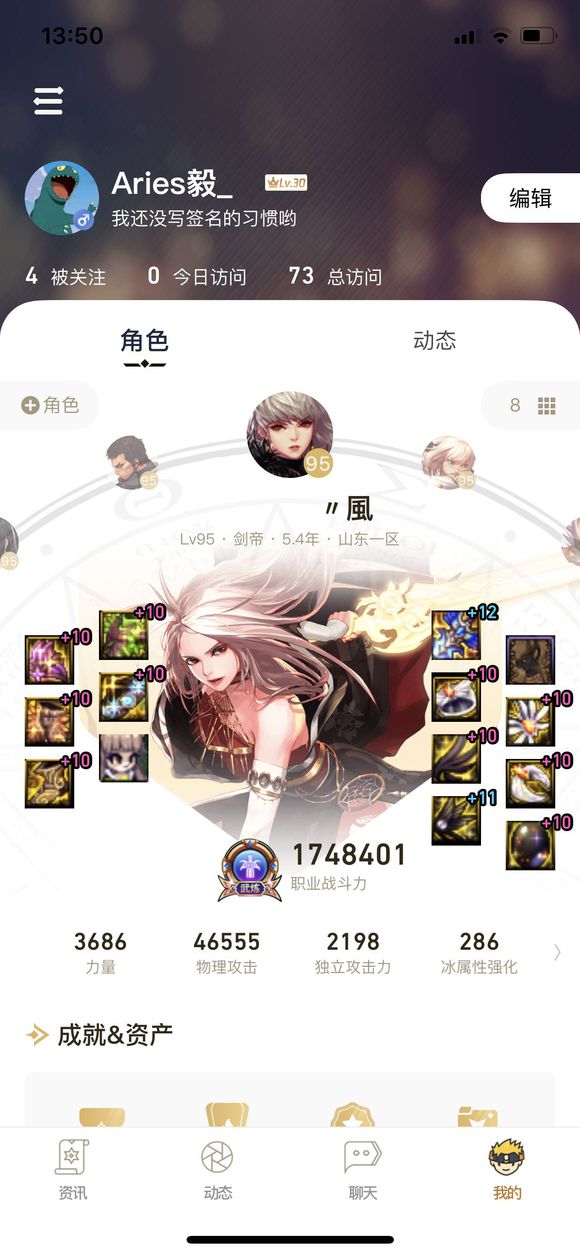 13:50
Aries毅_
Lv.30
我还没写签名的习惯哟
编辑
4 被关注 0 今日访问 73 总访问
角色 动态
角色
8
95
95
95
95
〃風
Lv95 · 剑帝 · 5.4年 · 山东一区
+10
+12
+10
+10
+10
+10
+10
+10
+10
+10
+11
+10
武炼
1748401
职业战斗力
3686 46555 2198 286
力量 物理攻击 独立攻击力 冰属性强化
成就&资产
资讯 动态 聊天 我的